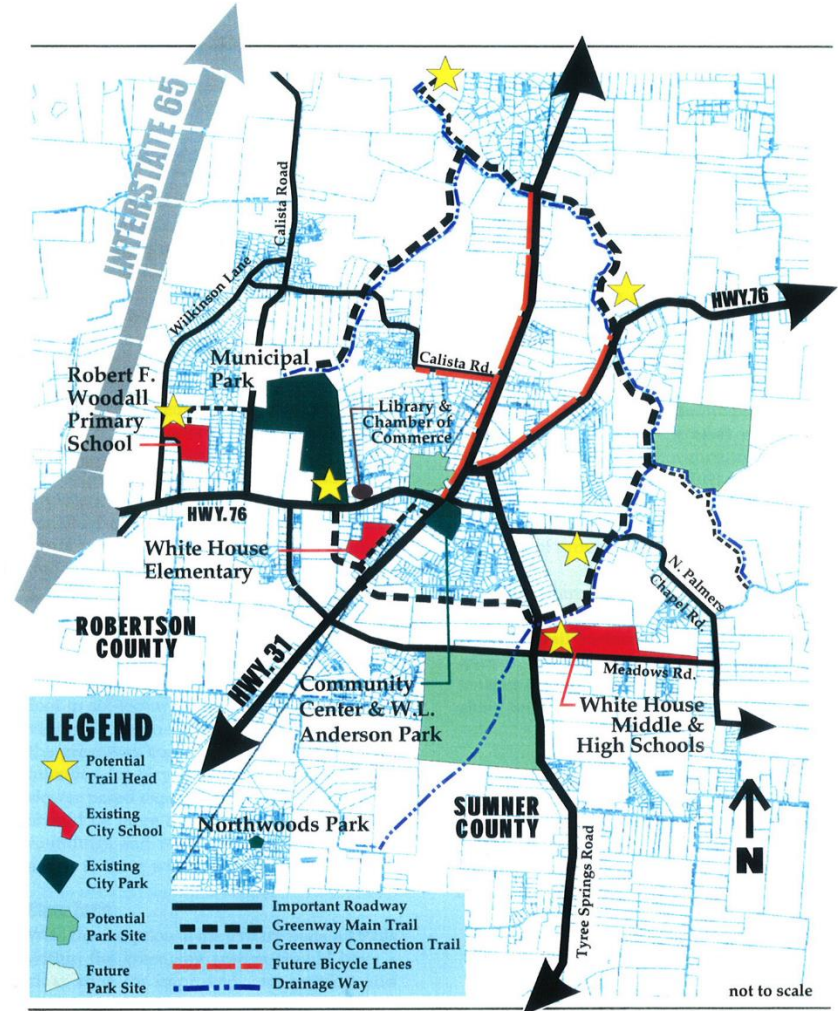 INTERSTATE 65
Calista Road
Wilkinson Lane
HWY.76
Municipal
Park
Calista Rd.
Robert F.
Woodall
Primary
School
Library &
Chamber of
Commerce
HWY.76
White House
Elementary
N. Palmers
Chapel Rd.
ROBERTSON
COUNTY
HWY. 31
Meadows Rd.
Community
Center & W.L.
Anderson Park
White House
Middle &
High Schools
SUMNER
COUNTY
Northwoods Park
Tyree Springs Road
N
LEGEND
Potential
Trail Head
Existing
City School
Existing
City Park
Potential
Park Site
Future
Park Site
Important Roadway
Greenway Main Trail
Greenway Connection Trail
Future Bicycle Lanes
Drainage Way
not to scale